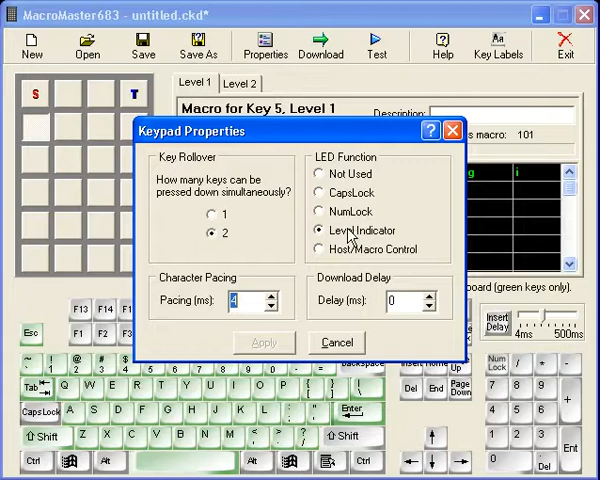 MacroMaster683 - untitled.ckd*
New Open Save Save As Properties Download Test Help Key Labels Exit
Level 1 Level 2
S T
Macro for Key 5, Level 1
Description:
s macro: 101
Keypad Properties
Key Rollover
How many keys can be
pressed down simultaneously?
1
2
LED Function
Not Used
CapsLock
NumLock
Level Indicator
Host/Macro Control
g i
Character Pacing
Pacing (ms): 4
Download Delay
Delay (ms): 0
Apply Cancel
board (green keys only).
Insert
Delay
4ms 500ms
F13 F14
Esc F1 F2
Backspace Insert Home
Num
Lock / * -
Tab Q W E R T Y U I O P { [ } ] | \ Del End Page
Down 7 8 9 +
CapsLock A S D F G H J K L : ; " ' Enter 4 5 6
Shift Z X C V B N M < , > . ? / Shift 1 2 3 Ent
Ctrl Alt Alt Ctrl 0 . Del